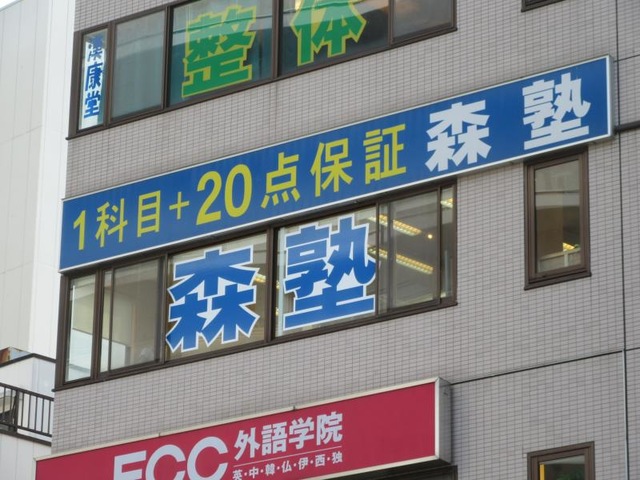 漢康堂
整体
1科目+20点保証 森塾
森塾
ECC 外語学院
英・中・韓・仏・伊・西・独